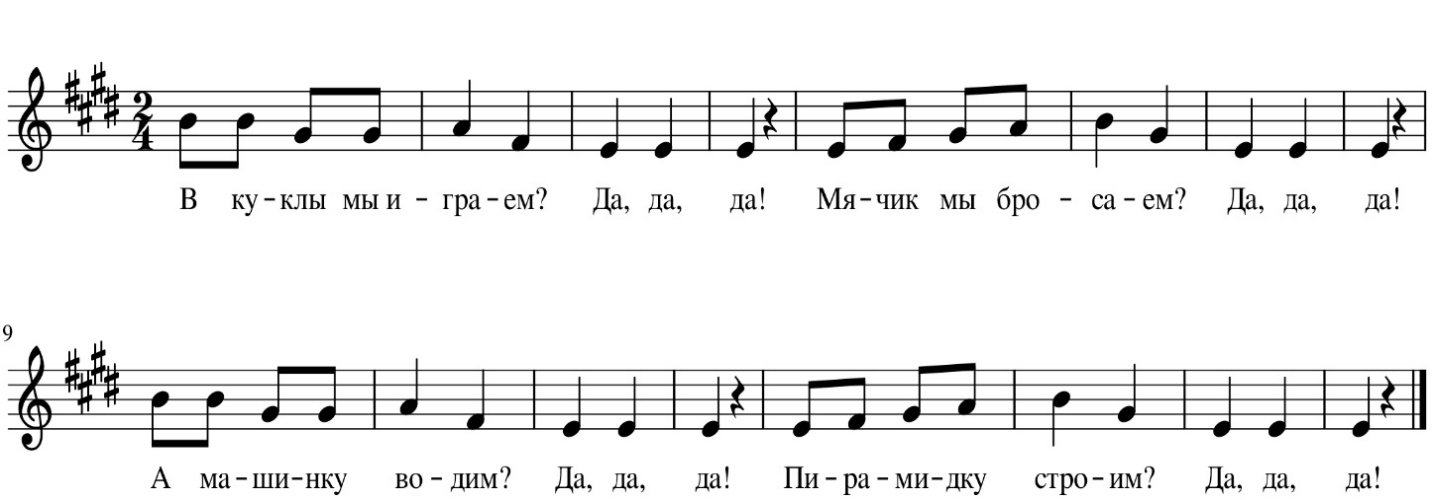 В ку-клы мы и - гра-ем? Да, да, да! Мя-чик мы бро - са-ем? Да, да, да!
9
А ма-ши-нку во-дим? Да, да, да! Пи-ра-ми-дку стро-им? Да, да, да!